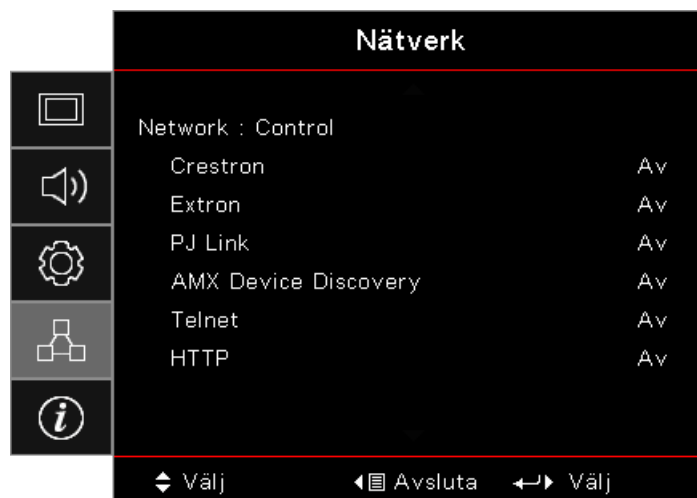 Nätverk
Network : Control
Crestron Av
Extron Av
PJ Link Av
AMX Device Discovery Av
Telnet Av
HTTP Av
Välj Avsluta Välj